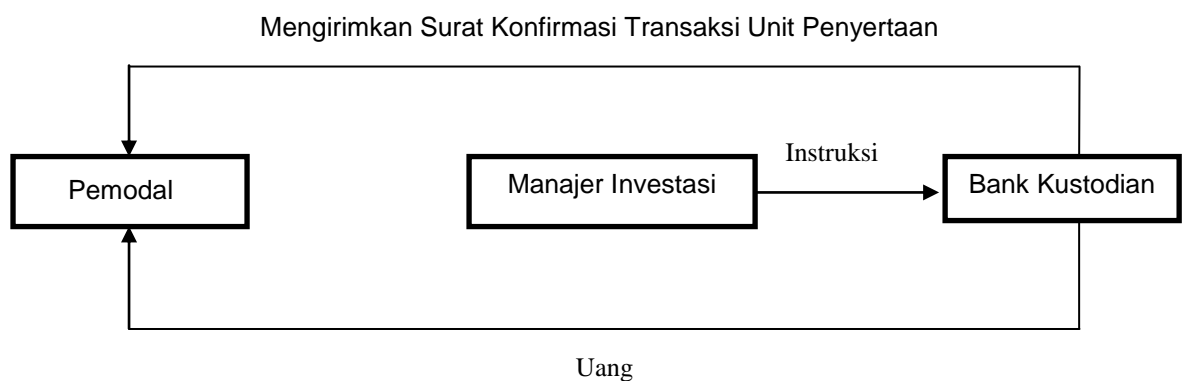 Mengirimkan Surat Konfirmasi Transaksi Unit Penyertaan
Instruksi
Pemodal
Manajer Investasi
Bank Kustodian
Uang